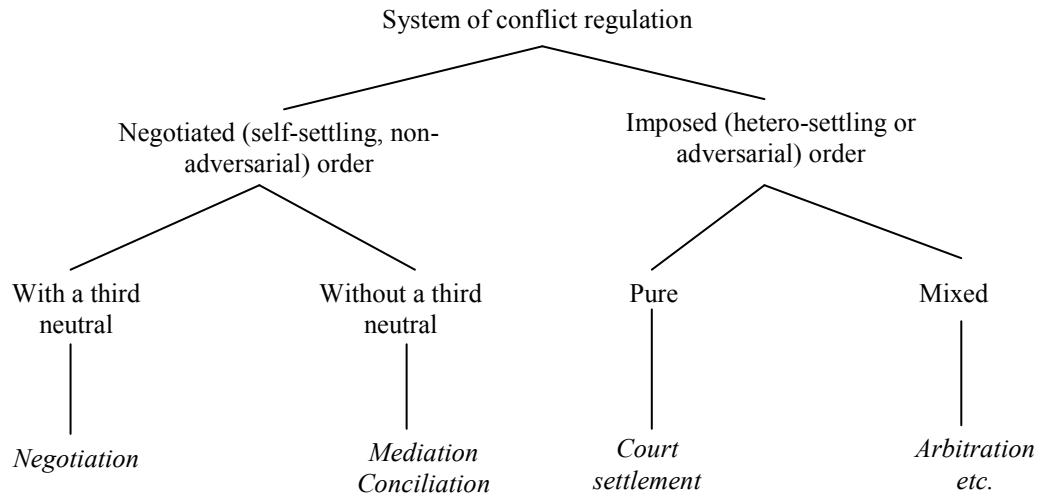 System of conflict regulation
Negotiated (self-settling, non-
adversarial) order
Imposed (hetero-settling or
adversarial) order
With a third
neutral
Without a third
neutral
Pure
Mixed
Negotiation
Mediation
Conciliation
Court
settlement
Arbitration
etc.